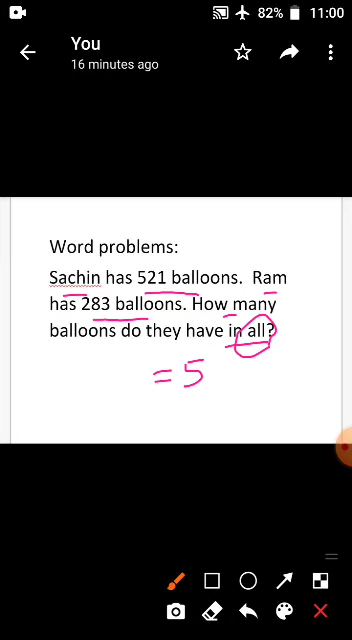 82% 11:00
You
16 minutes ago
Word problems:
Sachin has 521 balloons. Ram
has 283 balloons. How many
balloons do they have in all?
= 5